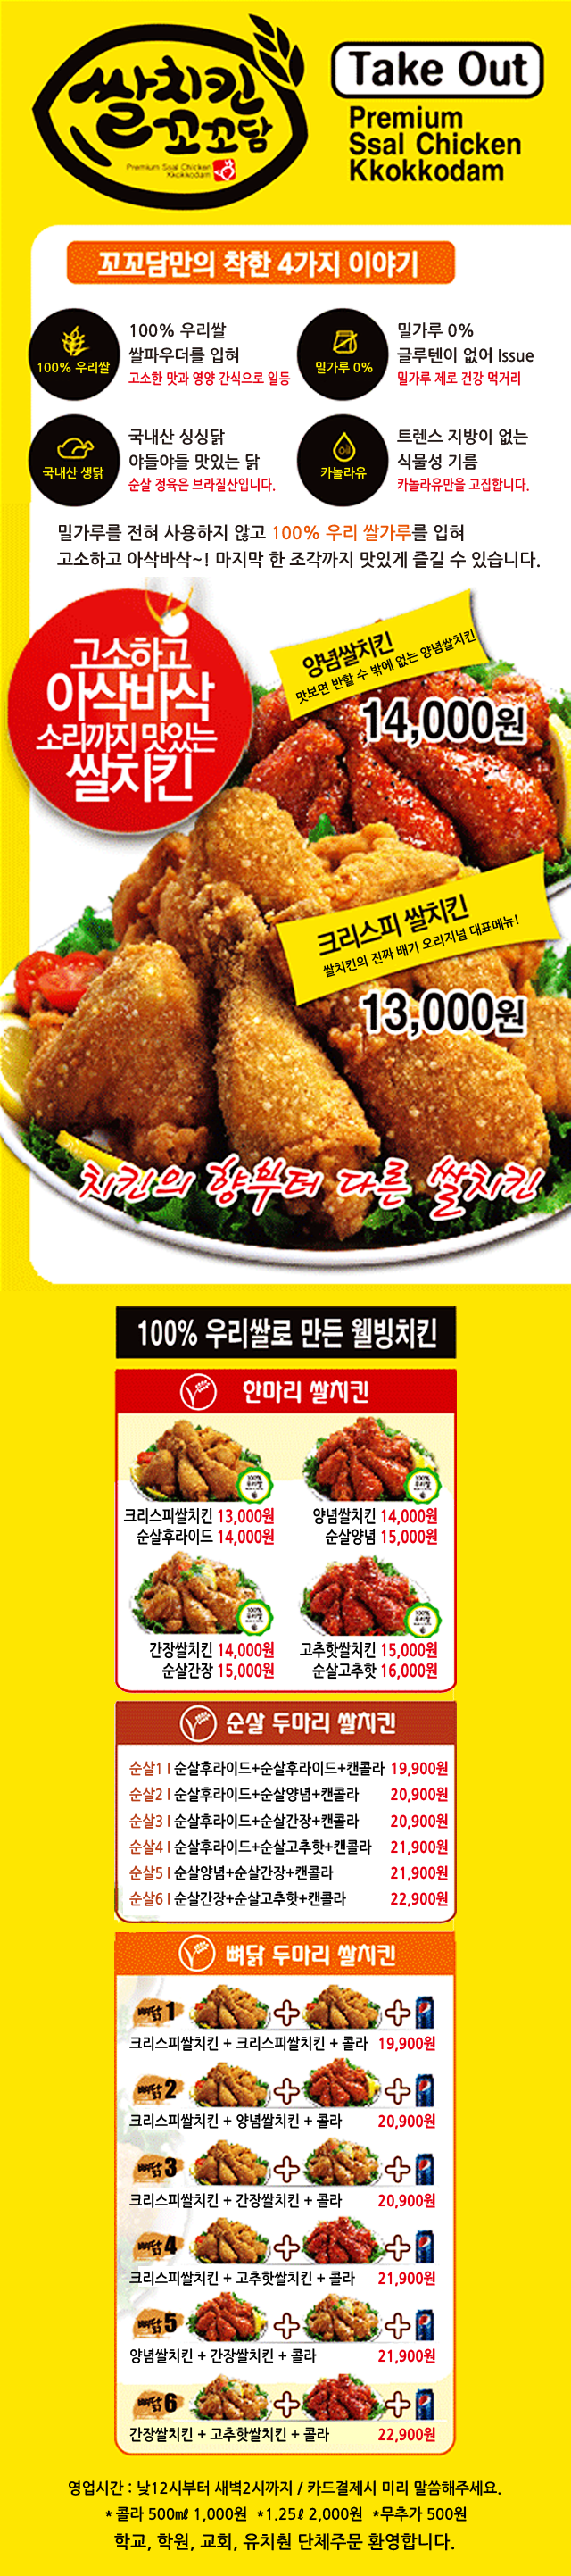 쌀치킨
꼬꼬담
Premium Ssal Chicken
Kkokkodam
Take Out
Premium
Ssal Chicken
Kkokkodam
꼬꼬담만의 착한 4가지 이야기
100% 우리쌀
100% 우리쌀
쌀파우더를 입혀
고소한 맛과 영양 간식으로 일등
밀가루 0%
밀가루 0%
글루텐이 없어 Issue
밀가루 제로 건강 먹거리
국내산 생닭
국내산 싱싱닭
야들야들 맛있는 닭
순살 정육은 브라질산입니다.
Oil
카놀라유
트렌스 지방이 없는
식물성 기름
카놀라유만을 고집합니다.
밀가루를 전혀 사용하지 않고 100% 우리 쌀가루를 입혀
고소하고 아삭바삭~! 마지막 한 조각까지 맛있게 즐길 수 있습니다.
고소하고
아삭바삭
소리까지 맛있는
쌀치킨
양념쌀치킨
맛보면 반할 수 밖에 없는 양념쌀치킨
14,000원
크리스피 쌀치킨
쌀치킨의 진짜 배기 오리지널 대표메뉴!
13,000원
치킨의 향부터 다른 쌀치킨
100% 우리쌀로 만든 웰빙치킨
한마리 쌀치킨
크리스피쌀치킨 13,000원
순살후라이드 14,000원
양념쌀치킨 14,000원
순살양념 15,000원
간장쌀치킨 14,000원
순살간장 15,000원
고추핫쌀치킨 15,000원
순살고추핫 16,000원
순살 두마리 쌀치킨
순살1 I 순살후라이드+순살후라이드+캔콜라 19,900원
순살2 I 순살후라이드+순살양념+캔콜라 20,900원
순살3 I 순살후라이드+순살간장+캔콜라 20,900원
순살4 I 순살후라이드+순살고추핫+캔콜라 21,900원
순살5 I 순살양념+순살간장+캔콜라 21,900원
순살6 I 순살간장+순살고추핫+캔콜라 22,900원
뼈닭 두마리 쌀치킨
뼈닭1
크리스피쌀치킨 + 크리스피쌀치킨 + 콜라 19,900원
뼈닭2
크리스피쌀치킨 + 양념쌀치킨 + 콜라 20,900원
뼈닭3
크리스피쌀치킨 + 간장쌀치킨 + 콜라 20,900원
뼈닭4
크리스피쌀치킨 + 고추핫쌀치킨 + 콜라 21,900원
뼈닭5
양념쌀치킨 + 간장쌀치킨 + 콜라 21,900원
뼈닭6
간장쌀치킨 + 고추핫쌀치킨 + 콜라 22,900원
영업시간 : 낮12시부터 새벽2시까지 / 카드결제시 미리 말씀해주세요.
* 콜라 500㎖ 1,000원 *1.25ℓ 2,000원 *무추가 500원
학교, 학원, 교회, 유치췬 단체주문 환영합니다.